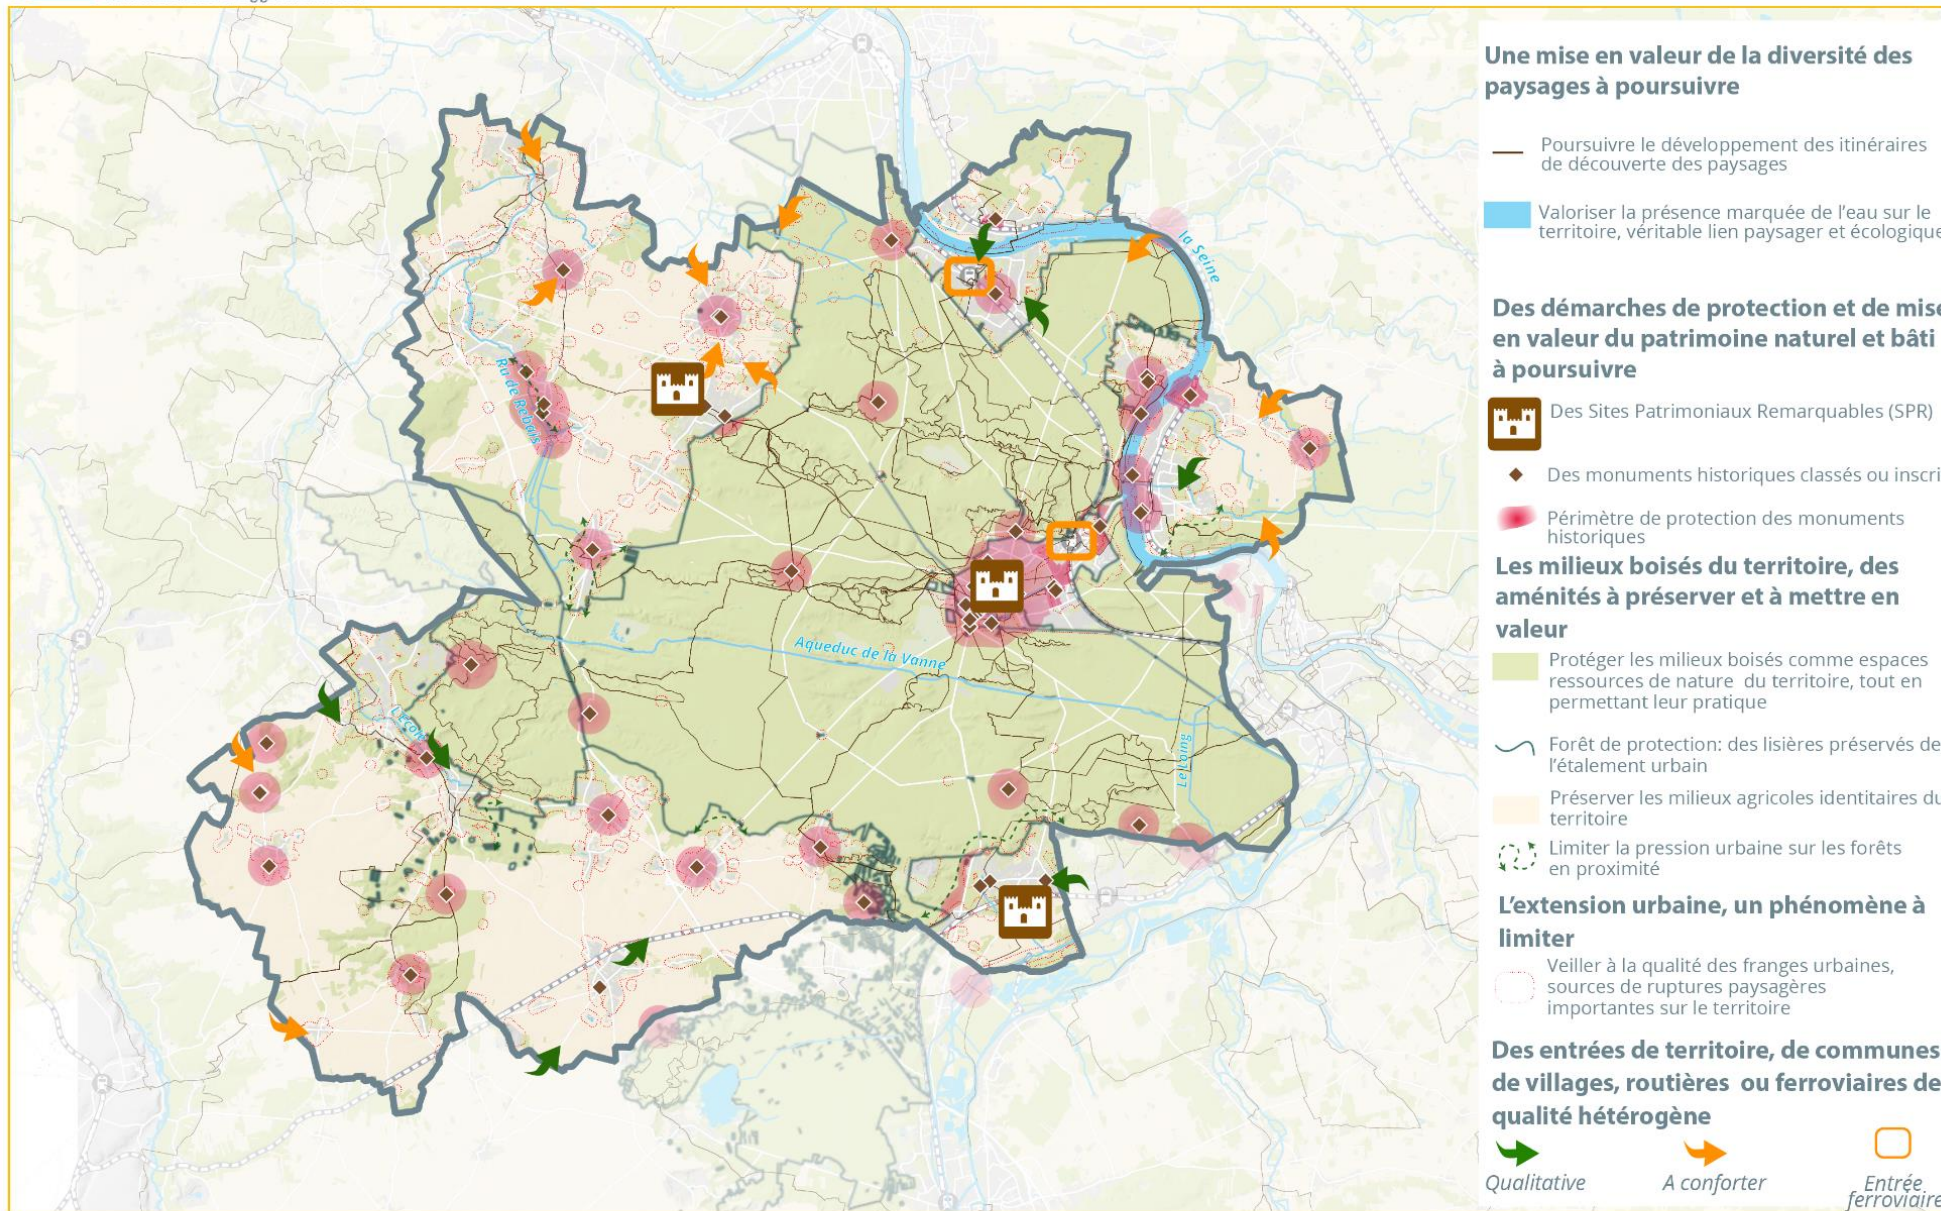 Une mise en valeur de la diversité des
paysages à poursuivre
Poursuivre le développement des itinéraires
de découverte des paysages
Valoriser la présence marquée de l'eau sur le
territoire, véritable lien paysager et écologique
Des démarches de protection et de mise
en valeur du patrimoine naturel et bâti
à poursuivre
Des Sites Patrimoniaux Remarquables (SPR)
Des monuments historiques classés ou inscri
Périmètre de protection des monuments
historiques
Les milieux boisés du territoire, des
aménités à préserver et à mettre en
valeur
Protéger les milieux boisés comme espaces
ressources de nature du territoire, tout en
permettant leur pratique
Forêt de protection: des lisières préservés de
l'étalement urbain
Préserver les milieux agricoles identitaires du
territoire
Limiter la pression urbaine sur les forêts
en proximité
L'extension urbaine, un phénomène à
limiter
Veiller à la qualité des franges urbaines,
sources de ruptures paysagères
importantes sur le territoire
Des entrées de territoire, de communes
de villages, routières ou ferroviaires de
qualité hétérogène
Qualitative
A conforter
Entrée
ferroviaire
la Seine
Ru de Rebais
Aqueduc de la Vanne
Le Loing